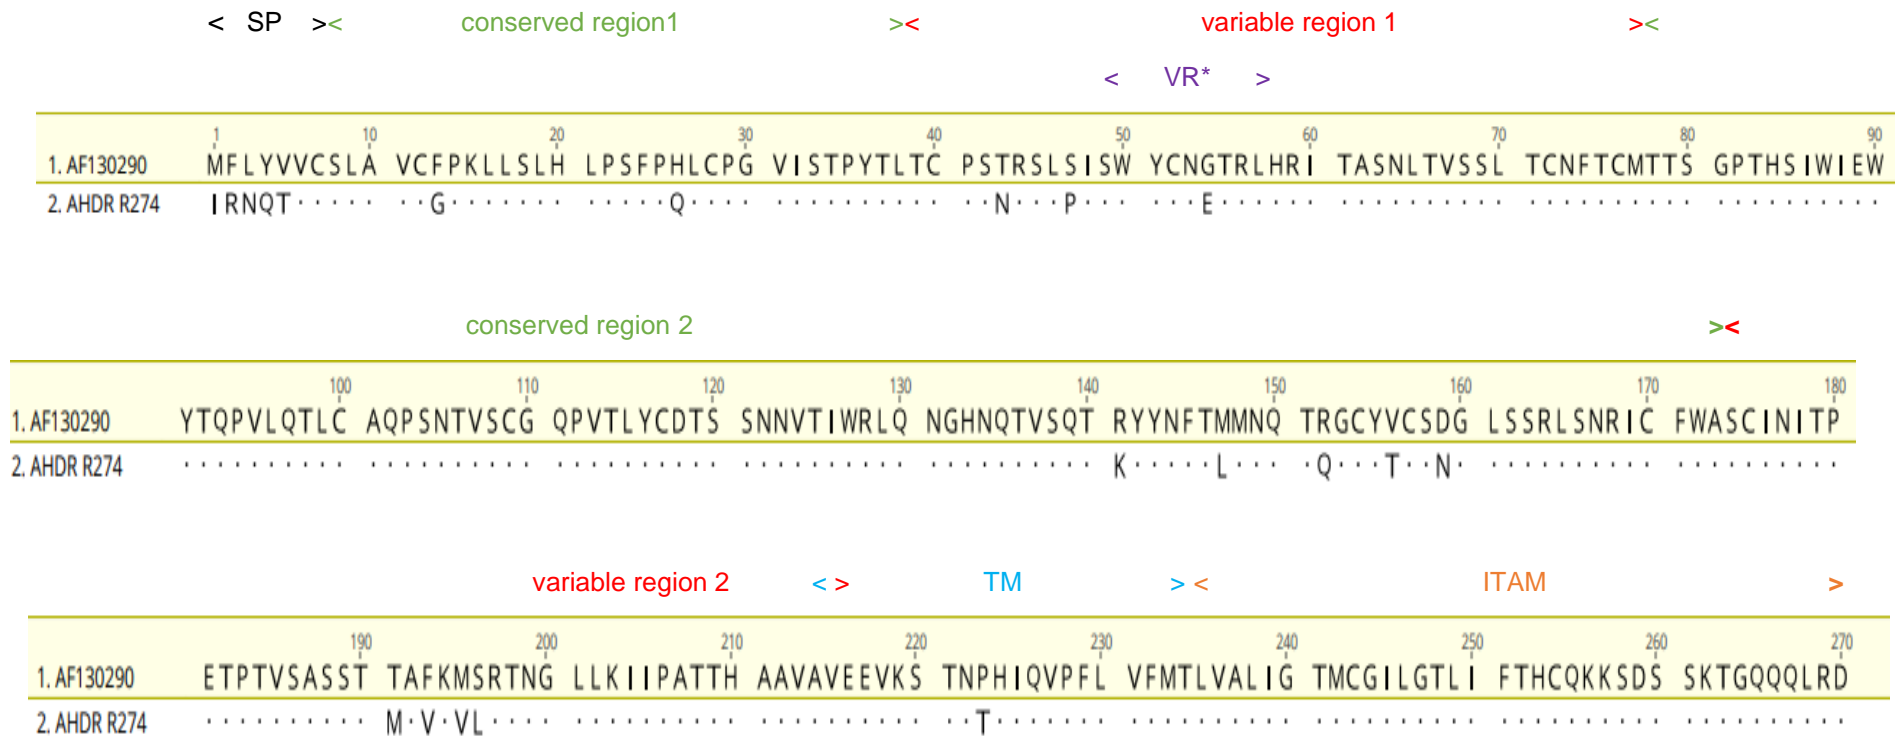 < SP >< conserved region1 >< variable region 1 ><
< VR* >
1 10 20 30 40 50 60 70 80 90
1. AF130290 MFLYVVCSLA VCFPKLLSLH LPSFPHLCPG VISTPYTLTC PSTRSLSISW YCNGTRLHRI TASNLTVSSL TCNFTCMTTS GPTHSIWIEW
2. AHDR R274 IRNQT····· ··G······· ·····Q···· ·········· ··N···P··· ···E······ ·········· ·········· ··········
conserved region 2 ><
100 110 120 130 140 150 160 170 180
1. AF130290 YTQPVLQTLC AQPSNTVSCG QPVTLYCDTS SNNVTIWRLQ NGHNQTVSQT RYYNFTMMNQ TRGCYVCSDG LSSRLSNRIC FWASCINITP
2. AHDR R274 ·········· ·········· ·········· ·········· ·········· K·····L··· ·Q···T··N· ·········· ··········
variable region 2 < > TM > < ITAM >
190 200 210 220 230 240 250 260 270
1. AF130290 ETPTVSASST TAFKMSRTNG LLKIIPATTH AAVAVEEVKS TNPHIQVPFL VFMTLVALIG TMCGILGTLI FTHCQKKSDS SKTGQQQLRD
2. AHDR R274 ·········· M·V·VL···· ·········· ·········· ··T······· ·········· ·········· ·········· ··········